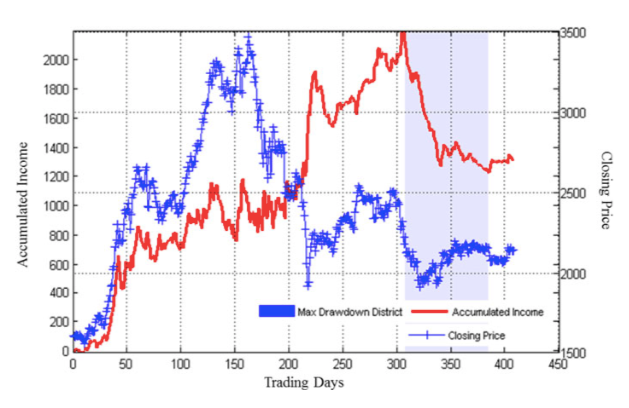 3500
2200
2000
3000
1800
1600
1400
1200
2500
1000
800
2000
600
400
200
0
1500
Accumulated Income
Closing Price
Max Drawdown District
Accumulated Income
Closing Price
0 50 100 150 200 250 300 350 400 450
Trading Days